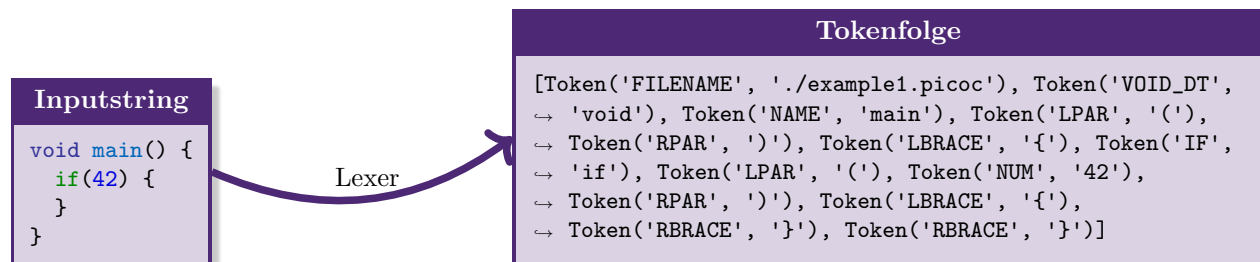 Inputstring
void main() {
  if(42) {
  }
}
Lexer
Tokenfolge
[Token('FILENAME', './example1.picoc'), Token('VOID_DT',
↪ 'void'), Token('NAME', 'main'), Token('LPAR', '('),
↪ Token('RPAR', ')'), Token('LBRACE', '{'), Token('IF',
↪ 'if'), Token('LPAR', '('), Token('NUM', '42'),
↪ Token('RPAR', ')'), Token('LBRACE', '{'),
↪ Token('RBRACE', '}'), Token('RBRACE', '}')]